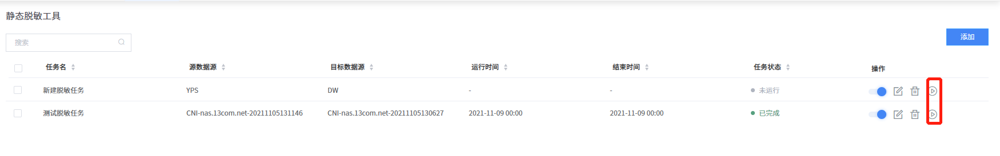 静态脱敏工具
搜索
添加
任务名 源数据源 目标数据源 运行时间 结束时间 任务状态 操作
新建脱敏任务 YPS DW - - 未运行
测试脱敏任务 CNI-nas.13com.net-20211105131146 CNI-nas.13com.net-20211105130627 2021-11-09 00:00 2021-11-09 00:00 已完成